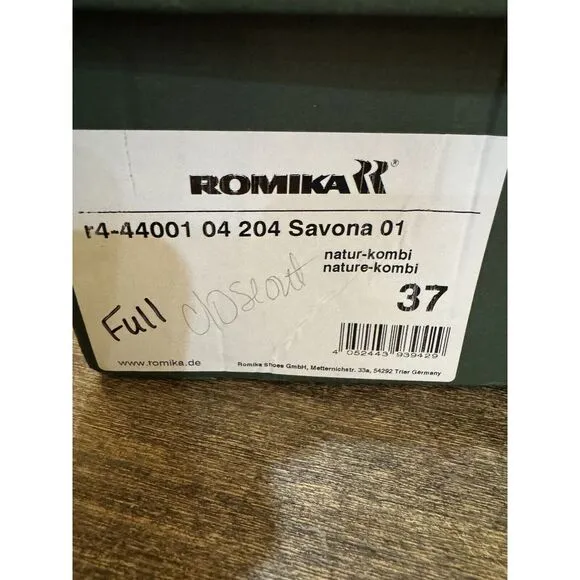 ROMIKA ®
r4-44001 04 204 Savona 01
natur-kombi
nature-kombi
37
Full
closeout
4 052443 939429
www.romika.de
Romika Shoes GmbH, Metternichstr. 33a, 54292 Trier Germany